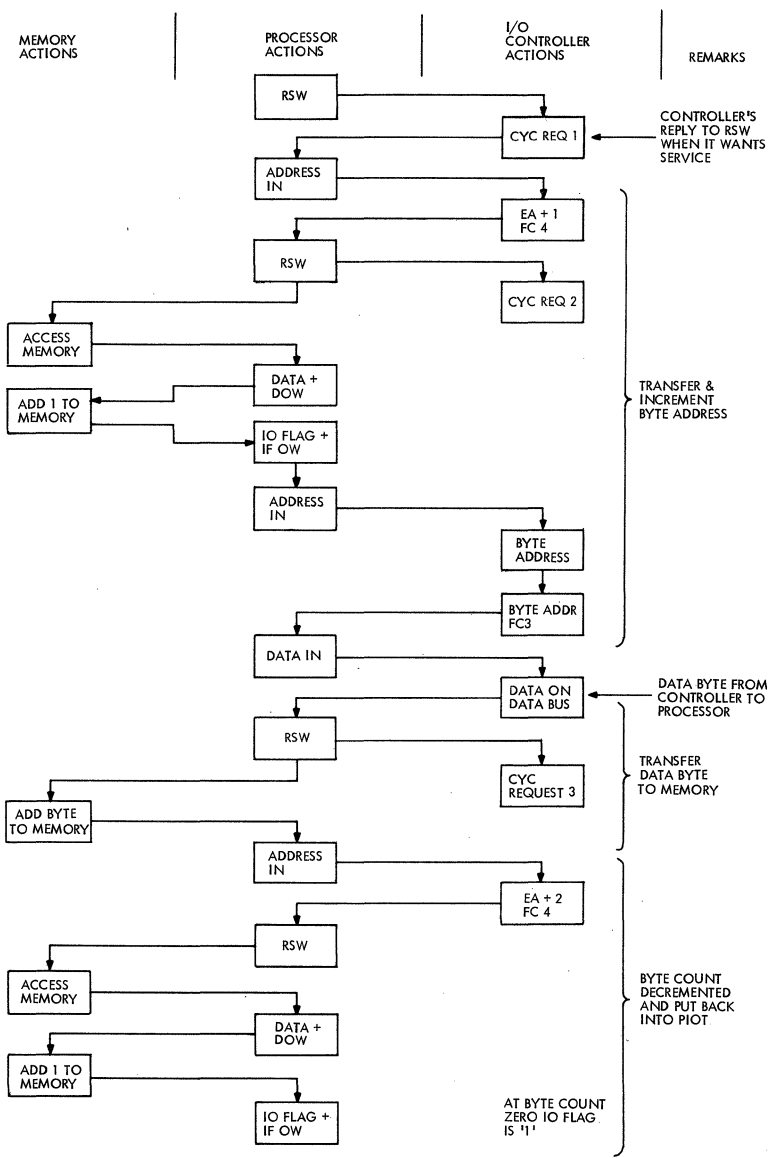 MEMORY
ACTIONS
PROCESSOR
ACTIONS
I/O
CONTROLLER
ACTIONS
REMARKS
RSW
CYC REQ 1
CONTROLLER'S
REPLY TO RSW
WHEN IT WANTS
SERVICE
ADDRESS
IN
EA + 1
FC 4
RSW
CYC REQ 2
ACCESS
MEMORY
DATA +
DOW
ADD 1 TO
MEMORY
TRANSFER &
INCREMENT
BYTE ADDRESS
IO FLAG +
IF OW
ADDRESS
IN
BYTE
ADDRESS
BYTE ADDR
FC3
DATA IN
DATA ON
DATA BUS
DATA BYTE FROM
CONTROLLER TO
PROCESSOR
RSW
CYC
REQUEST 3
TRANSFER
DATA BYTE
TO MEMORY
ADD BYTE
TO MEMORY
ADDRESS
IN
EA + 2
FC 4
RSW
ACCESS
MEMORY
BYTE COUNT
DECREMENTED
AND PUT BACK
INTO PIOT
DATA +
DOW
ADD 1 TO
MEMORY
IO FLAG +
IF OW
AT BYTE COUNT
ZERO IO FLAG
IS '1'